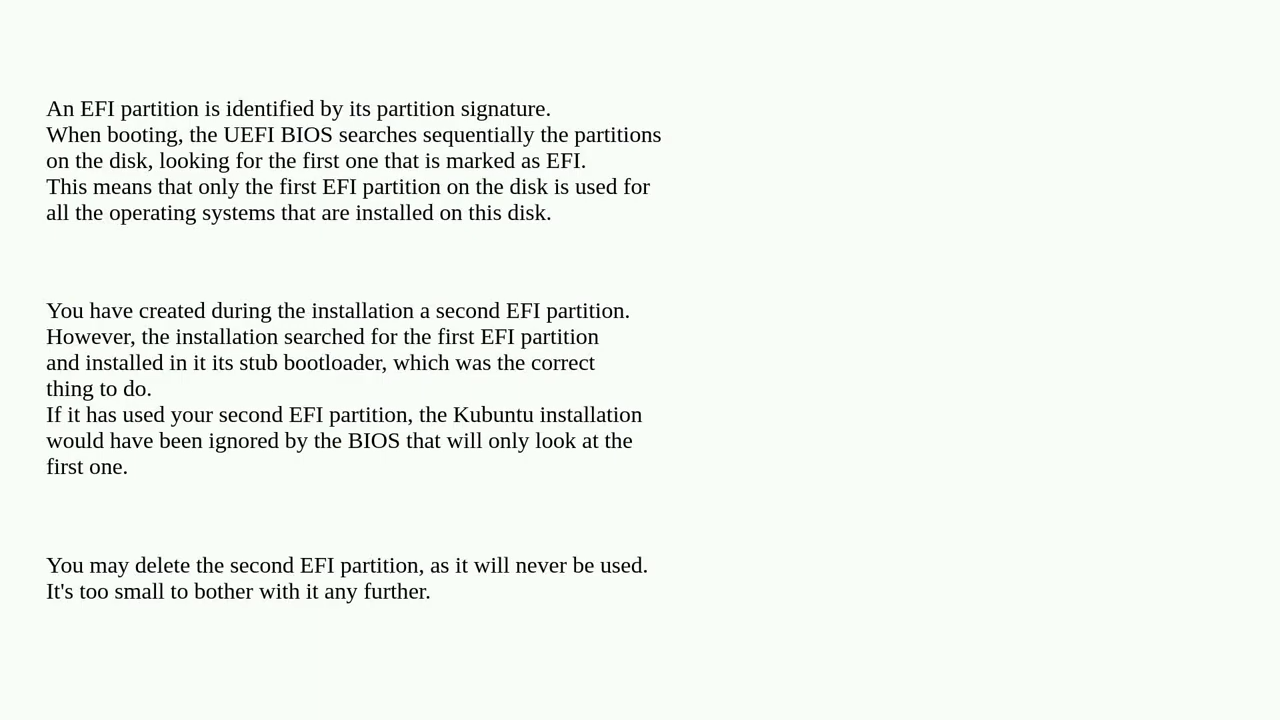 An EFI partition is identified by its partition signature.
When booting, the UEFI BIOS searches sequentially the partitions
on the disk, looking for the first one that is marked as EFI.
This means that only the first EFI partition on the disk is used for
all the operating systems that are installed on this disk.
You have created during the installation a second EFI partition.
However, the installation searched for the first EFI partition
and installed in it its stub bootloader, which was the correct
thing to do.
If it has used your second EFI partition, the Kubuntu installation
would have been ignored by the BIOS that will only look at the
first one.
You may delete the second EFI partition, as it will never be used.
It's too small to bother with it any further.